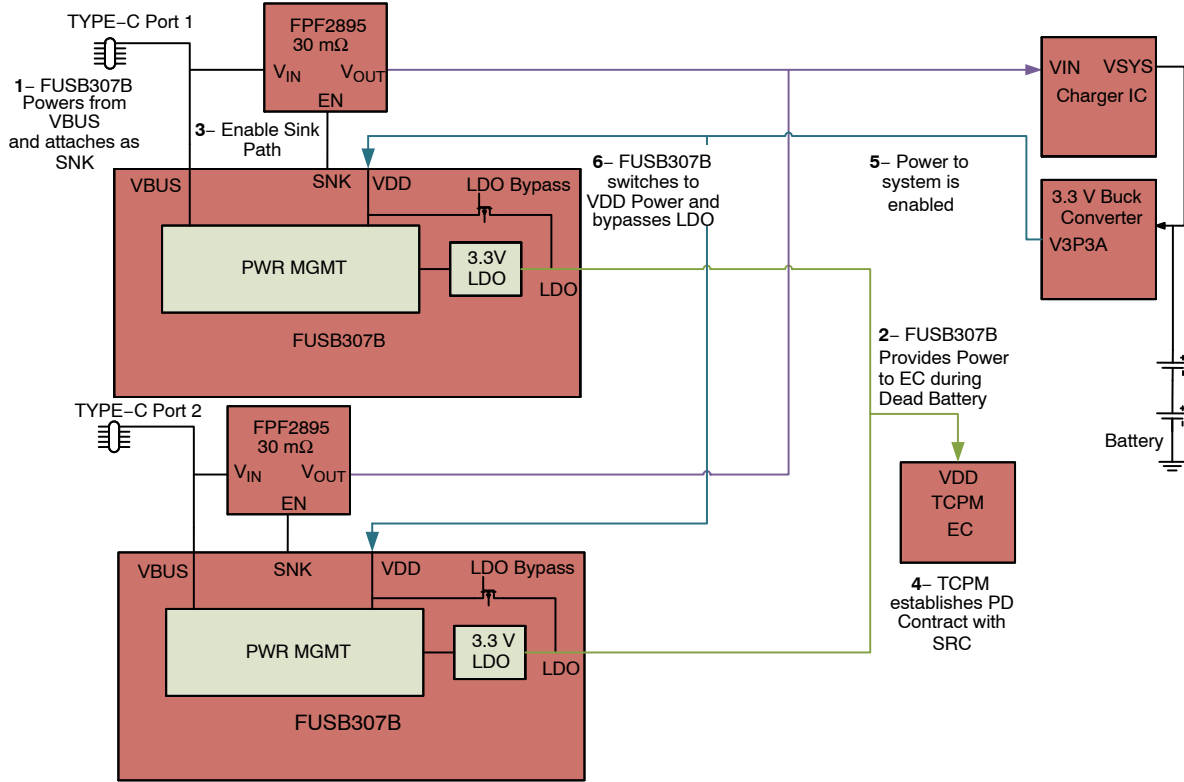 TYPE−C Port 1
1− FUSB307B
Powers from
VBUS
and attaches as
SNK
FPF2895
30 mΩ
VIN
VOUT
EN
3− Enable Sink
Path
VBUS
SNK
VDD
LDO Bypass
PWR MGMT
3.3V
LDO
LDO
FUSB307B
6− FUSB307B
switches to
VDD Power and
bypasses LDO
5− Power to
system is
enabled
VIN
VSYS
Charger IC
3.3 V Buck
Converter
V3P3A
2− FUSB307B
Provides Power
to EC during
Dead Battery
Battery
VDD
TCPM
EC
4− TCPM
establishes PD
Contract with
SRC
TYPE−C Port 2
FPF2895
30 mΩ
VIN
VOUT
EN
VBUS
SNK
VDD
LDO Bypass
PWR MGMT
3.3 V
LDO
LDO
FUSB307B